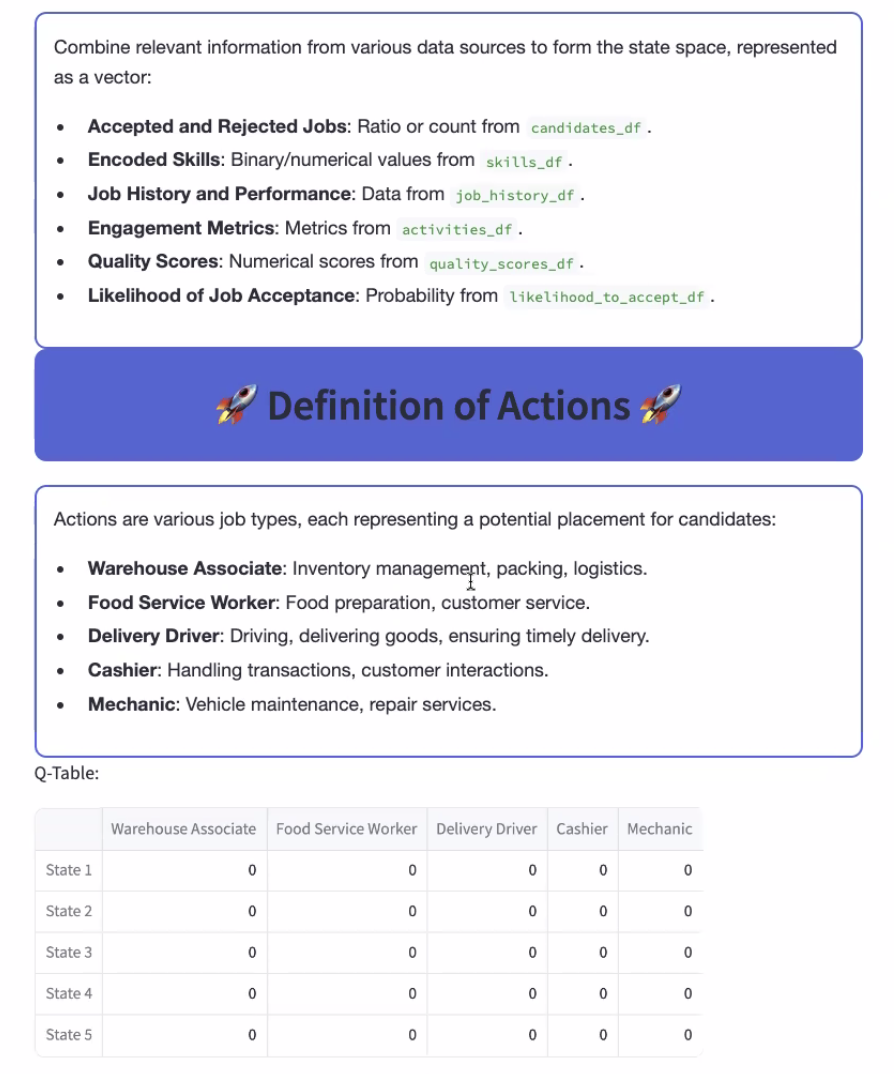 Combine relevant information from various data sources to form the state space, represented
as a vector:
• Accepted and Rejected Jobs: Ratio or count from candidates_df .
• Encoded Skills: Binary/numerical values from skills_df .
• Job History and Performance: Data from job_history_df .
• Engagement Metrics: Metrics from activities_df .
• Quality Scores: Numerical scores from quality_scores_df .
• Likelihood of Job Acceptance: Probability from likelihood_to_accept_df .
🚀 Definition of Actions 🚀
Actions are various job types, each representing a potential placement for candidates:
• Warehouse Associate: Inventory management, packing, logistics.
• Food Service Worker: Food preparation, customer service.
• Delivery Driver: Driving, delivering goods, ensuring timely delivery.
• Cashier: Handling transactions, customer interactions.
• Mechanic: Vehicle maintenance, repair services.
Q-Table:
Warehouse Associate Food Service Worker Delivery Driver Cashier Mechanic
State 1 0 0 0 0 0
State 2 0 0 0 0 0
State 3 0 0 0 0 0
State 4 0 0 0 0 0
State 5 0 0 0 0 0